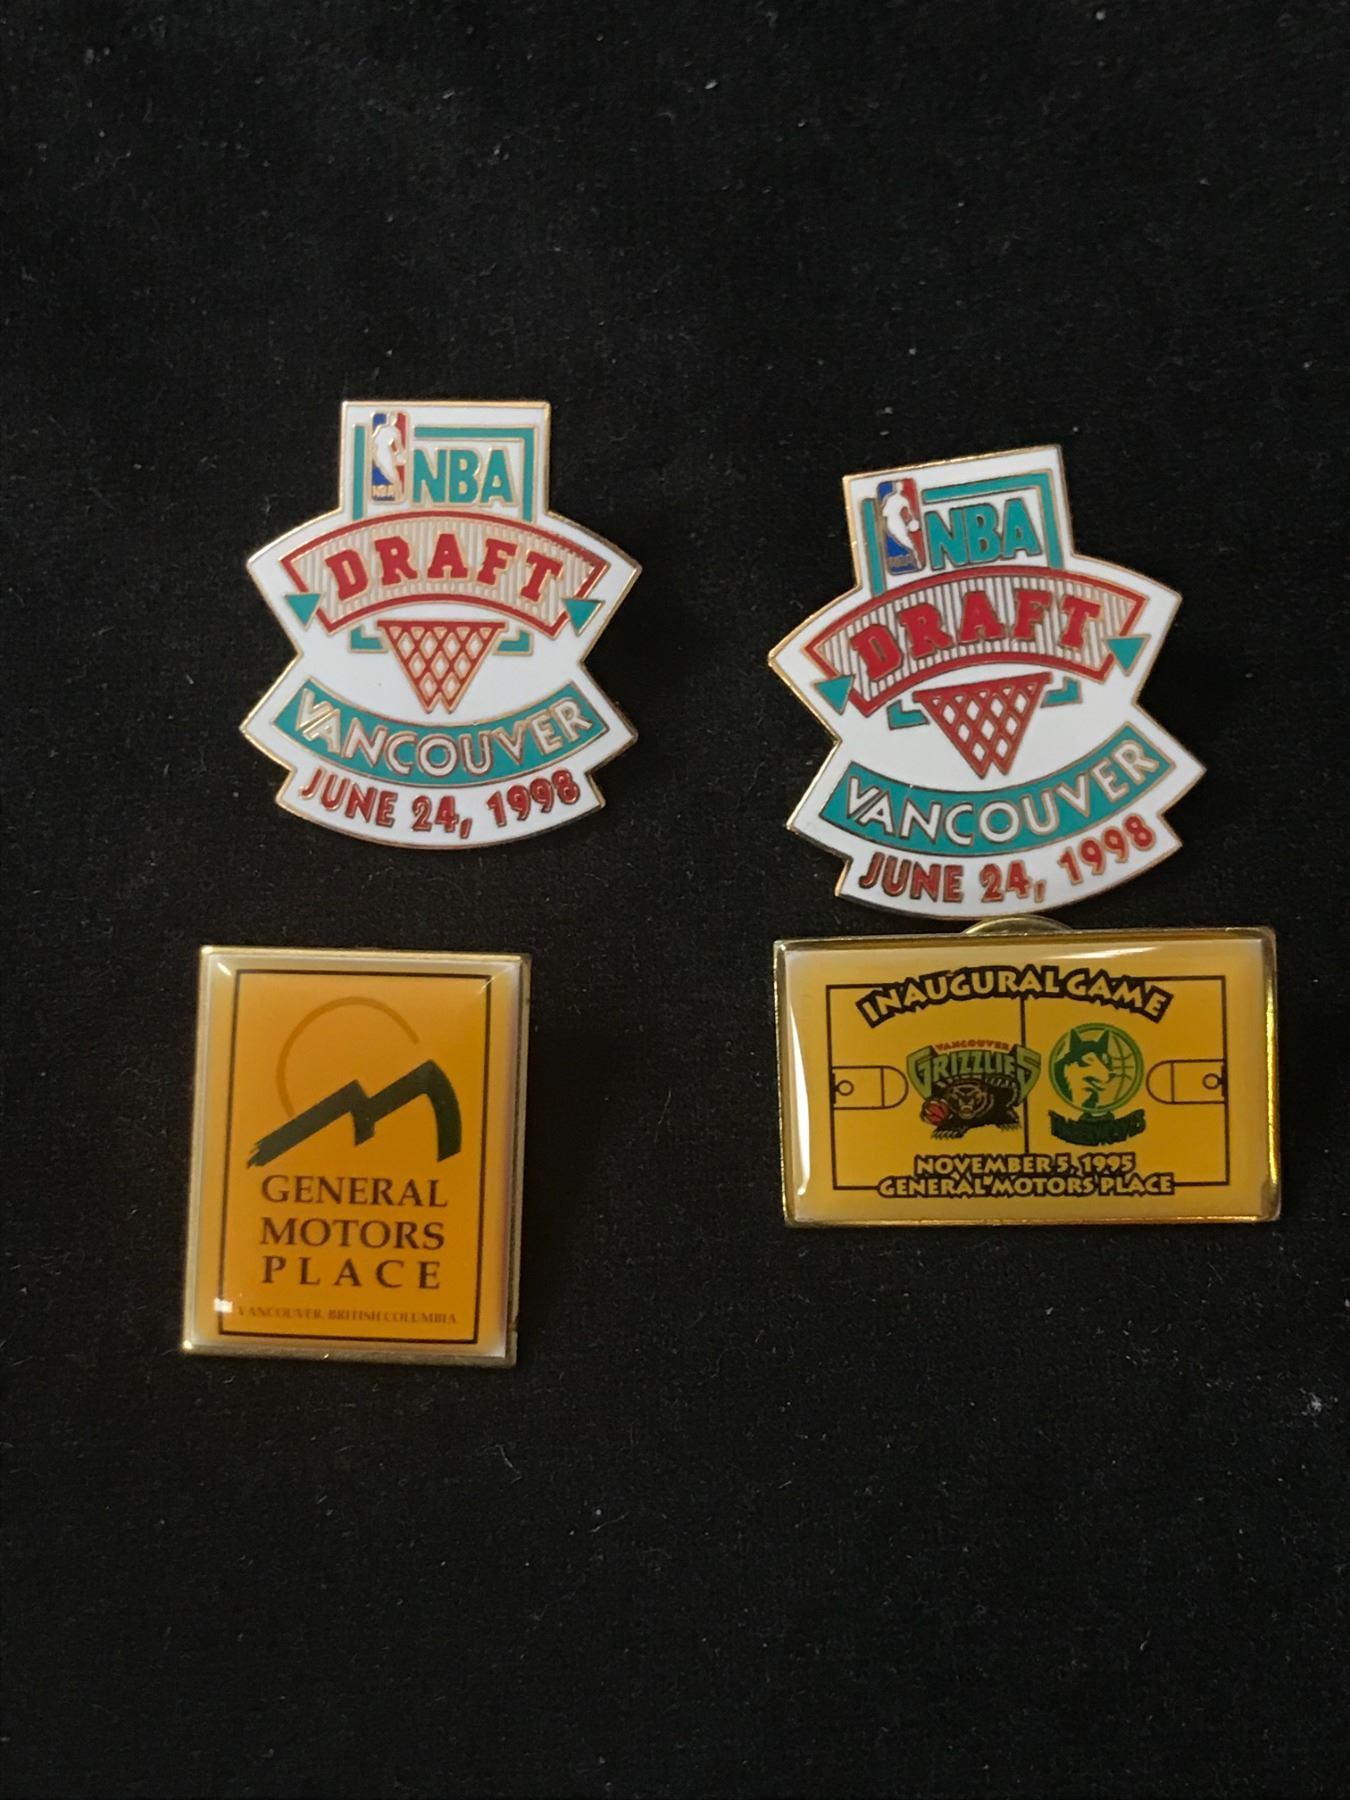 NBA
NBA
DRAFT
VANCOUVER
JUNE 24, 1998
NBA
NBA
DRAFT
VANCOUVER
JUNE 24, 1998
GENERAL
MOTORS
PLACE
VANCOUVER, BRITISH COLUMBIA
INAUGURAL GAME
VANCOUVER
GRIZZLIES
NOVEMBER 5, 1995
GENERAL MOTORS PLACE